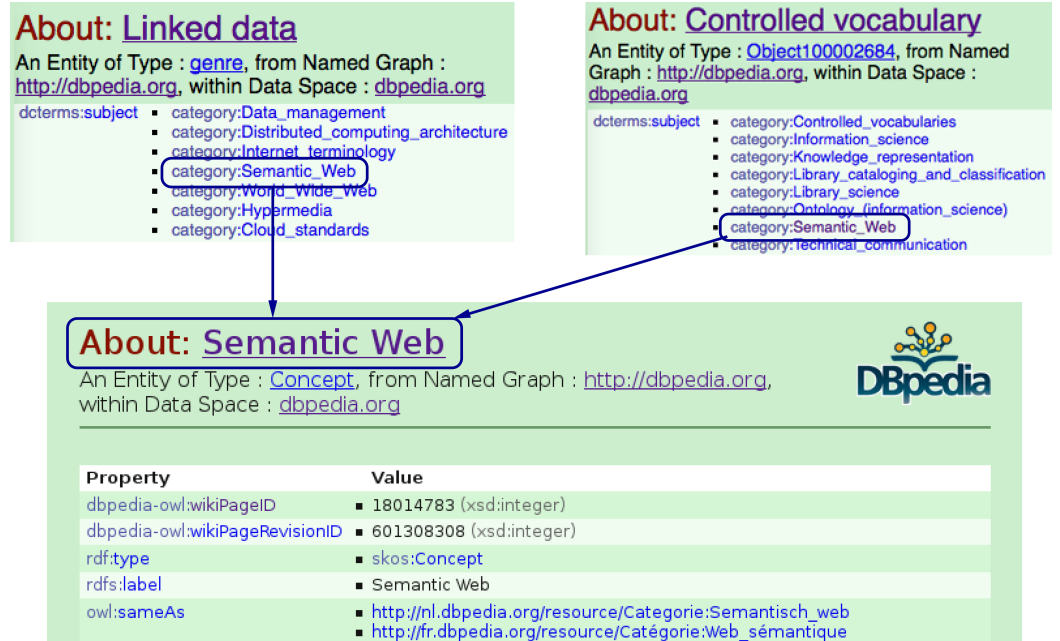 About: Linked data
An Entity of Type : genre, from Named Graph :
http://dbpedia.org, within Data Space : dbpedia.org
dcterms:subject ▪ category:Data_management
▪ category:Distributed_computing_architecture
▪ category:Internet_terminology
▪ category:Semantic_Web
▪ category:World_Wide_Web
▪ category:Hypermedia
▪ category:Cloud_standards
About: Controlled vocabulary
An Entity of Type : Object100002684, from Named
Graph : http://dbpedia.org, within Data Space :
dbpedia.org
dcterms:subject ▪ category:Controlled_vocabularies
▪ category:Information_science
▪ category:Knowledge_representation
▪ category:Library_cataloging_and_classification
▪ category:Library_science
▪ category:Ontology_(information_science)
▪ category:Semantic_Web
▪ category:Technical_communication
About: Semantic Web
An Entity of Type : Concept, from Named Graph : http://dbpedia.org,
within Data Space : dbpedia.org
DBpedia
Property Value
dbpedia-owl:wikiPageID ▪ 18014783 (xsd:integer)
dbpedia-owl:wikiPageRevisionID ▪ 601308308 (xsd:integer)
rdf:type ▪ skos:Concept
rdfs:label ▪ Semantic Web
owl:sameAs ▪ http://nl.dbpedia.org/resource/Categorie:Semantisch_web
▪ http://fr.dbpedia.org/resource/Catégorie:Web_sémantique